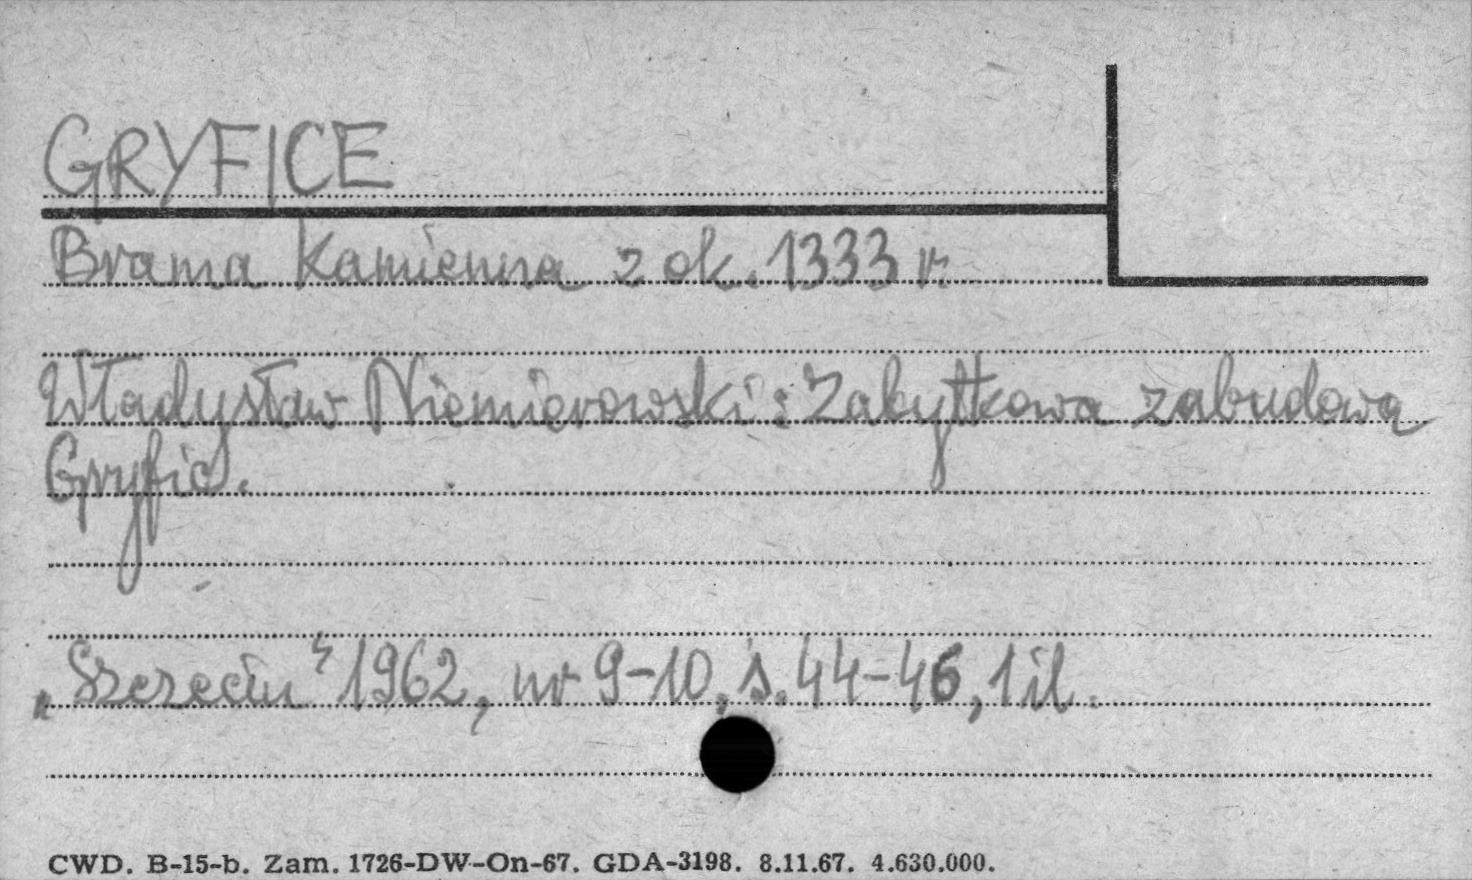 GRYFICE
Brama Kamienna z ok. 1333 r.
Władysław Niemierowski: Zabytkowa zabudowa
Gryfic.
„Szczecin" 1962, nr 9-10, s. 44-46, 1 il.
CWD. B-15-b. Zam. 1726-DW-On-67. GDA-3198. 8.11.67. 4.630.000.